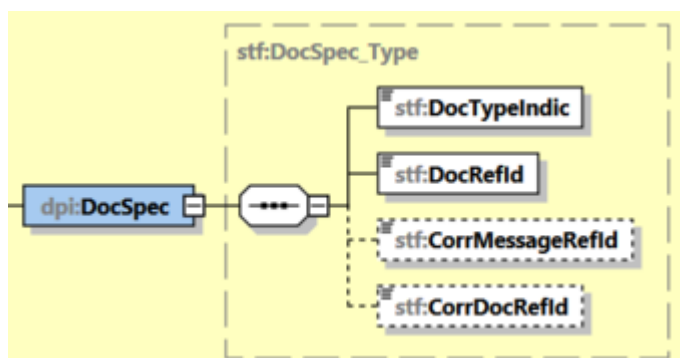 stf:DocSpec_Type
stf:DocTypeIndic
stf:DocRefId
dpi:DocSpec
stf:CorrMessageRefId
stf:CorrDocRefId